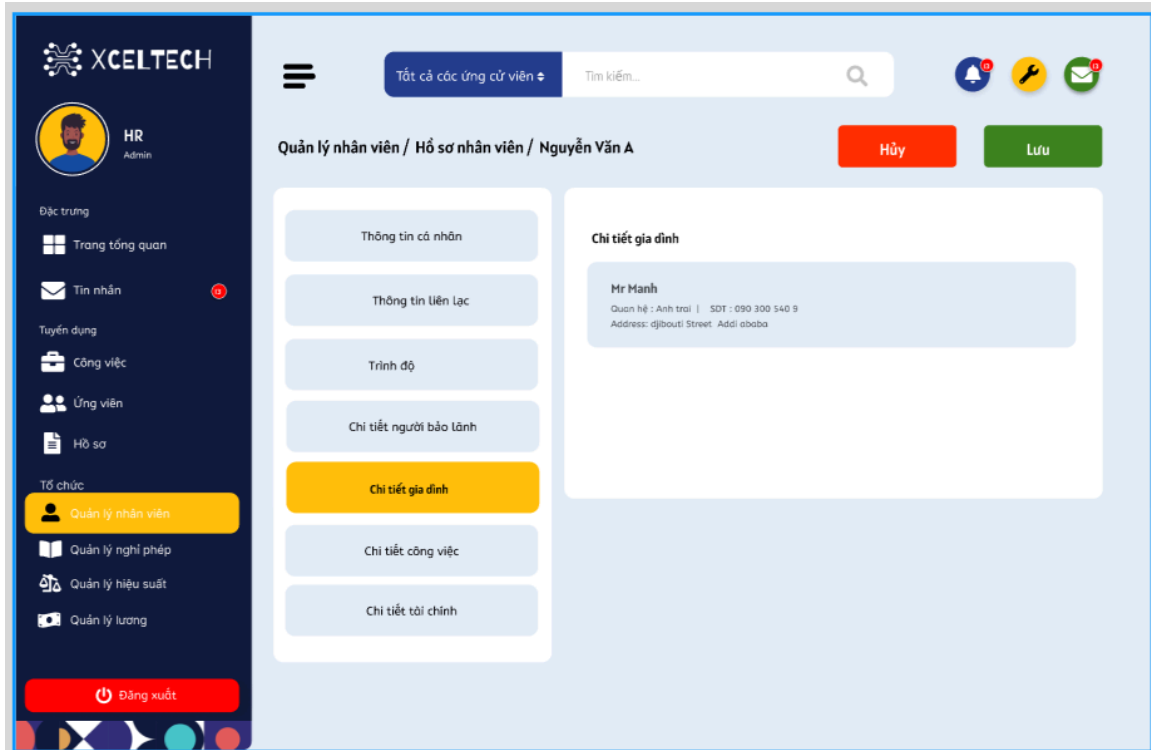 XCELTECH
HR
Admin
Đặc trưng
Trang tổng quan
Tin nhắn
Tuyển dụng
Công việc
Ứng viên
Hồ sơ
Tổ chức
Quản lý nhân viên
Quản lý nghỉ phép
Quản lý hiệu suất
Quản lý lương
Đăng xuất
Tất cả các ứng cử viên
Tìm kiếm...
Quản lý nhân viên / Hồ sơ nhân viên / Nguyễn Văn A
Hủy
Lưu
Thông tin cá nhân
Thông tin liên lạc
Trình độ
Chi tiết người bảo lãnh
Chi tiết gia đình
Chi tiết công việc
Chi tiết tài chính
Chi tiết gia đình
Mr Manh
Quan hệ : Anh trai | SDT : 090 300 540 9
Address: djibouti Street Addi ababa